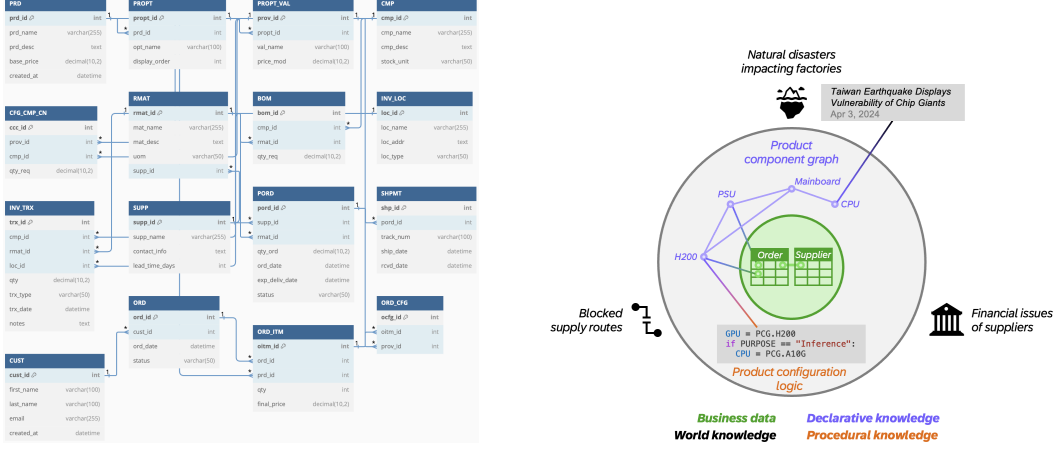 PRD
prd_id int
prd_name varchar(255)
prd_desc text
base_price decimal(10,2)
created_at datetime
PROPT
propt_id int
prd_id int
opt_name varchar(100)
display_order int
PROPT_VAL
prov_id int
propt_id int
val_name varchar(100)
price_mod decimal(10,2)
CMP
cmp_id int
cmp_name varchar(255)
cmp_desc text
stock_unit varchar(50)
CFG_CMP_CN
ccc_id int
prov_id int
cmp_id int
qty_req decimal(10,2)
RMAT
rmat_id int
mat_name varchar(255)
mat_desc text
uom varchar(50)
supp_id int
BOM
bom_id int
cmp_id int
rmat_id int
qty_req decimal(10,2)
INV_LOC
loc_id int
loc_name varchar(255)
loc_addr text
loc_type varchar(50)
INV_TRX
trx_id int
cmp_id int
rmat_id int
loc_id int
qty decimal(10,2)
trx_type varchar(50)
trx_date datetime
notes text
SUPP
supp_id int
supp_name varchar(255)
contact_info text
lead_time_days int
PORD
pord_id int
supp_id int
rmat_id int
qty_ord decimal(10,2)
ord_date datetime
exp_deliv_date datetime
status varchar(50)
SHPMT
shp_id int
pord_id int
track_num varchar(100)
ship_date datetime
rcvd_date datetime
ORD
ord_id int
cust_id int
ord_date datetime
status varchar(50)
ORD_ITM
oitm_id int
ord_id int
prd_id int
qty int
final_price decimal(10,2)
ORD_CFG
ocfg_id int
oitm_id int
prov_id int
CUST
cust_id int
first_name varchar(100)
last_name varchar(100)
email varchar(255)
created_at datetime
Natural disasters
impacting factories
Taiwan Earthquake Displays
Vulnerability of Chip Giants
Apr 3, 2024
Product
component graph
Mainboard
PSU
CPU
H200
Order Supplier
Blocked
supply routes
Financial issues
of suppliers
GPU = PCG.H200
if PURPOSE == "Inference":
CPU = PCG.A10G
Product configuration
logic
Business data Declarative knowledge
World knowledge Procedural knowledge